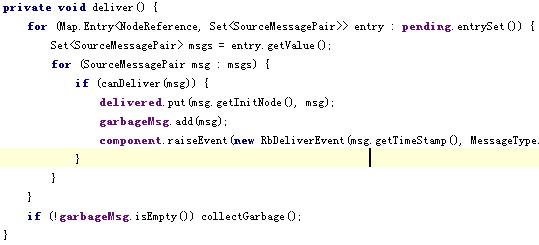 private void deliver() {
for (Map.Entry<NodeReference, Set<SourceMessagePair>> entry : pending.entrySet()) {
Set<SourceMessagePair> msgs = entry.getValue();
for (SourceMessagePair msg : msgs) {
if (canDeliver(msg)) {
delivered.put(msg.getInitNode(), msg);
garbageMsg.add(msg);
component.raiseEvent(new RbDeliverEvent(msg.getTimeStamp(), MessageType.
}
}
}
if (!garbageMsg.isEmpty()) collectGarbage();
}